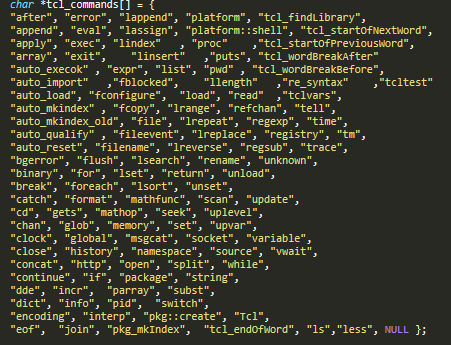 char *tcl_commands[] = {
"after", "error", "lappend", "platform", "tcl_findLibrary",
"append", "eval", "lassign", "platform::shell", "tcl_startOfNextWord",
"apply", "exec", "lindex"   , "proc"    ,"tcl_startOfPreviousWord",
"array", "exit",    "linsert"   ,"puts", "tcl_wordBreakAfter"
"auto_execok" , "expr", "list", "pwd" , "tcl_wordBreakBefore",
"auto_import"   ,"fblocked",    "llength"   ,"re_syntax"    ,"tcltest"
"auto_load", "fconfigure",  "load", "read"  ,"tclvars",
"auto_mkindex" , "fcopy", "lrange", "refchan", "tell",
"auto_mkindex_old", "file", "lrepeat", "regexp", "time",
"auto_qualify" , "fileevent", "lreplace", "registry", "tm",
"auto_reset", "filename", "lreverse", "regsub", "trace",
"bgerror", "flush", "lsearch", "rename", "unknown",
"binary", "for", "lset", "return", "unload",
"break", "foreach", "lsort", "unset",
"catch", "format", "mathfunc", "scan", "update",
"cd", "gets", "mathop", "seek", "uplevel",
"chan", "glob", "memory", "set", "upvar",
"clock", "global", "msgcat", "socket", "variable",
"close", "history", "namespace", "source", "vwait",
"concat", "http", "open", "split", "while",
"continue", "if", "package", "string",
"dde", "incr",  "parray", "subst",
"dict", "info", "pid",  "switch",
"encoding", "interp", "pkg::create", "Tcl",
"eof",  "join", "pkg_mkIndex",  "tcl_endOfWord", "ls","less", NULL };